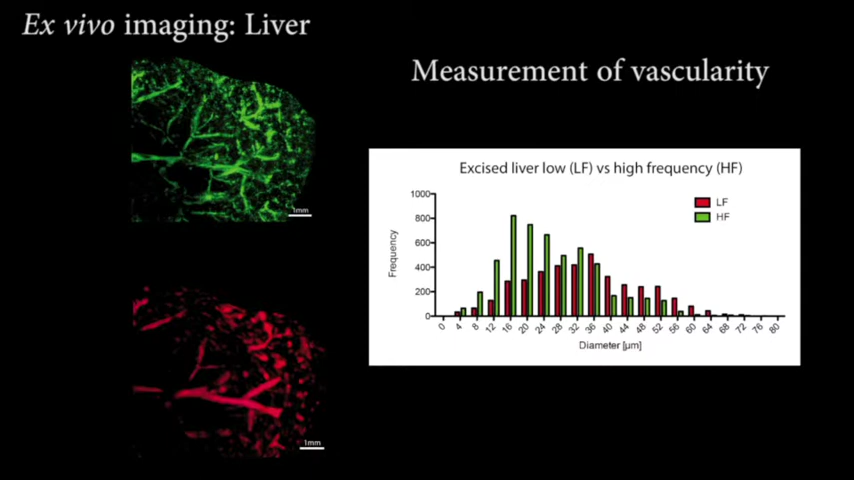 Ex vivo imaging: Liver
Measurement of vascularity
1mm
1mm
Excised liver low (LF) vs high frequency (HF)
LF
HF
Frequency
1000
800
600
400
200
0
0 4 8 12 16 20 24 28 32 36 40 44 48 52 56 60 64 68 72 76 80
Diameter [µm]